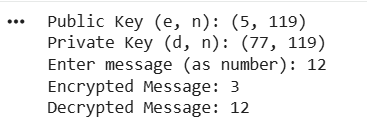 Public Key (e, n): (5, 119)
Private Key (d, n): (77, 119)
Enter message (as number): 12
Encrypted Message: 3
Decrypted Message: 12